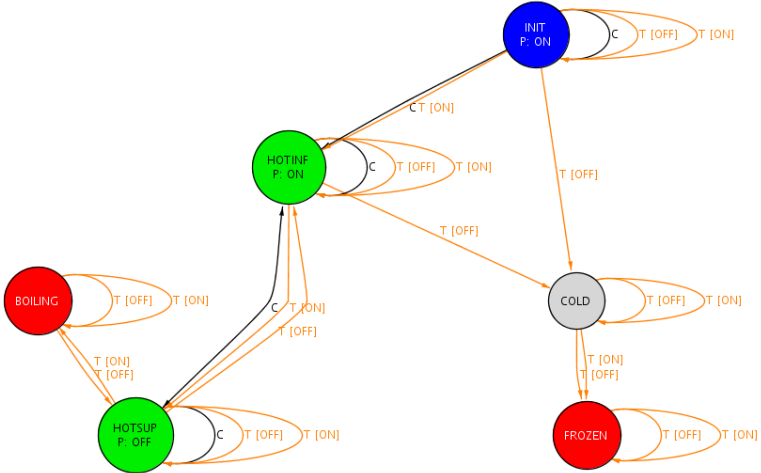 INIT
P: ON
C
T [OFF]
T [ON]
C
T [ON]
HOTINF
P: ON
C
T [OFF]
T [ON]
T [OFF]
T [OFF]
BOILING
T [OFF]
T [ON]
C
T [ON]
T [OFF]
COLD
T [OFF]
T [ON]
T [ON]
T [OFF]
T [ON]
T [OFF]
HOTSUP
P: OFF
C
T [OFF]
T [ON]
FROZEN
T [OFF]
T [ON]